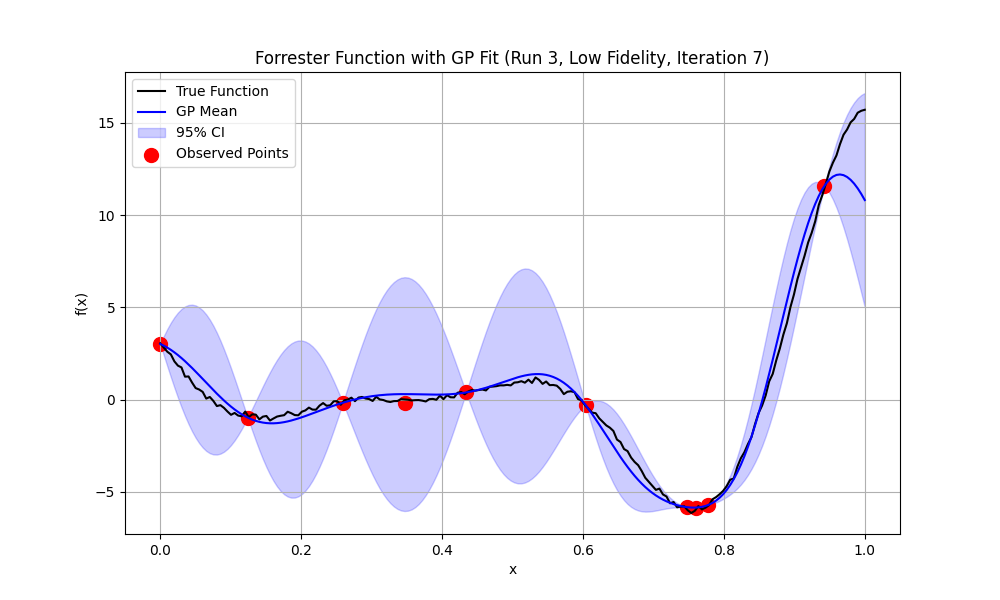 Forrester Function with GP Fit (Run 3, Low Fidelity, Iteration 7)
True Function
GP Mean
95% CI
Observed Points
f(x)
15
10
5
0
−5
0.0 0.2 0.4 0.6 0.8 1.0
x